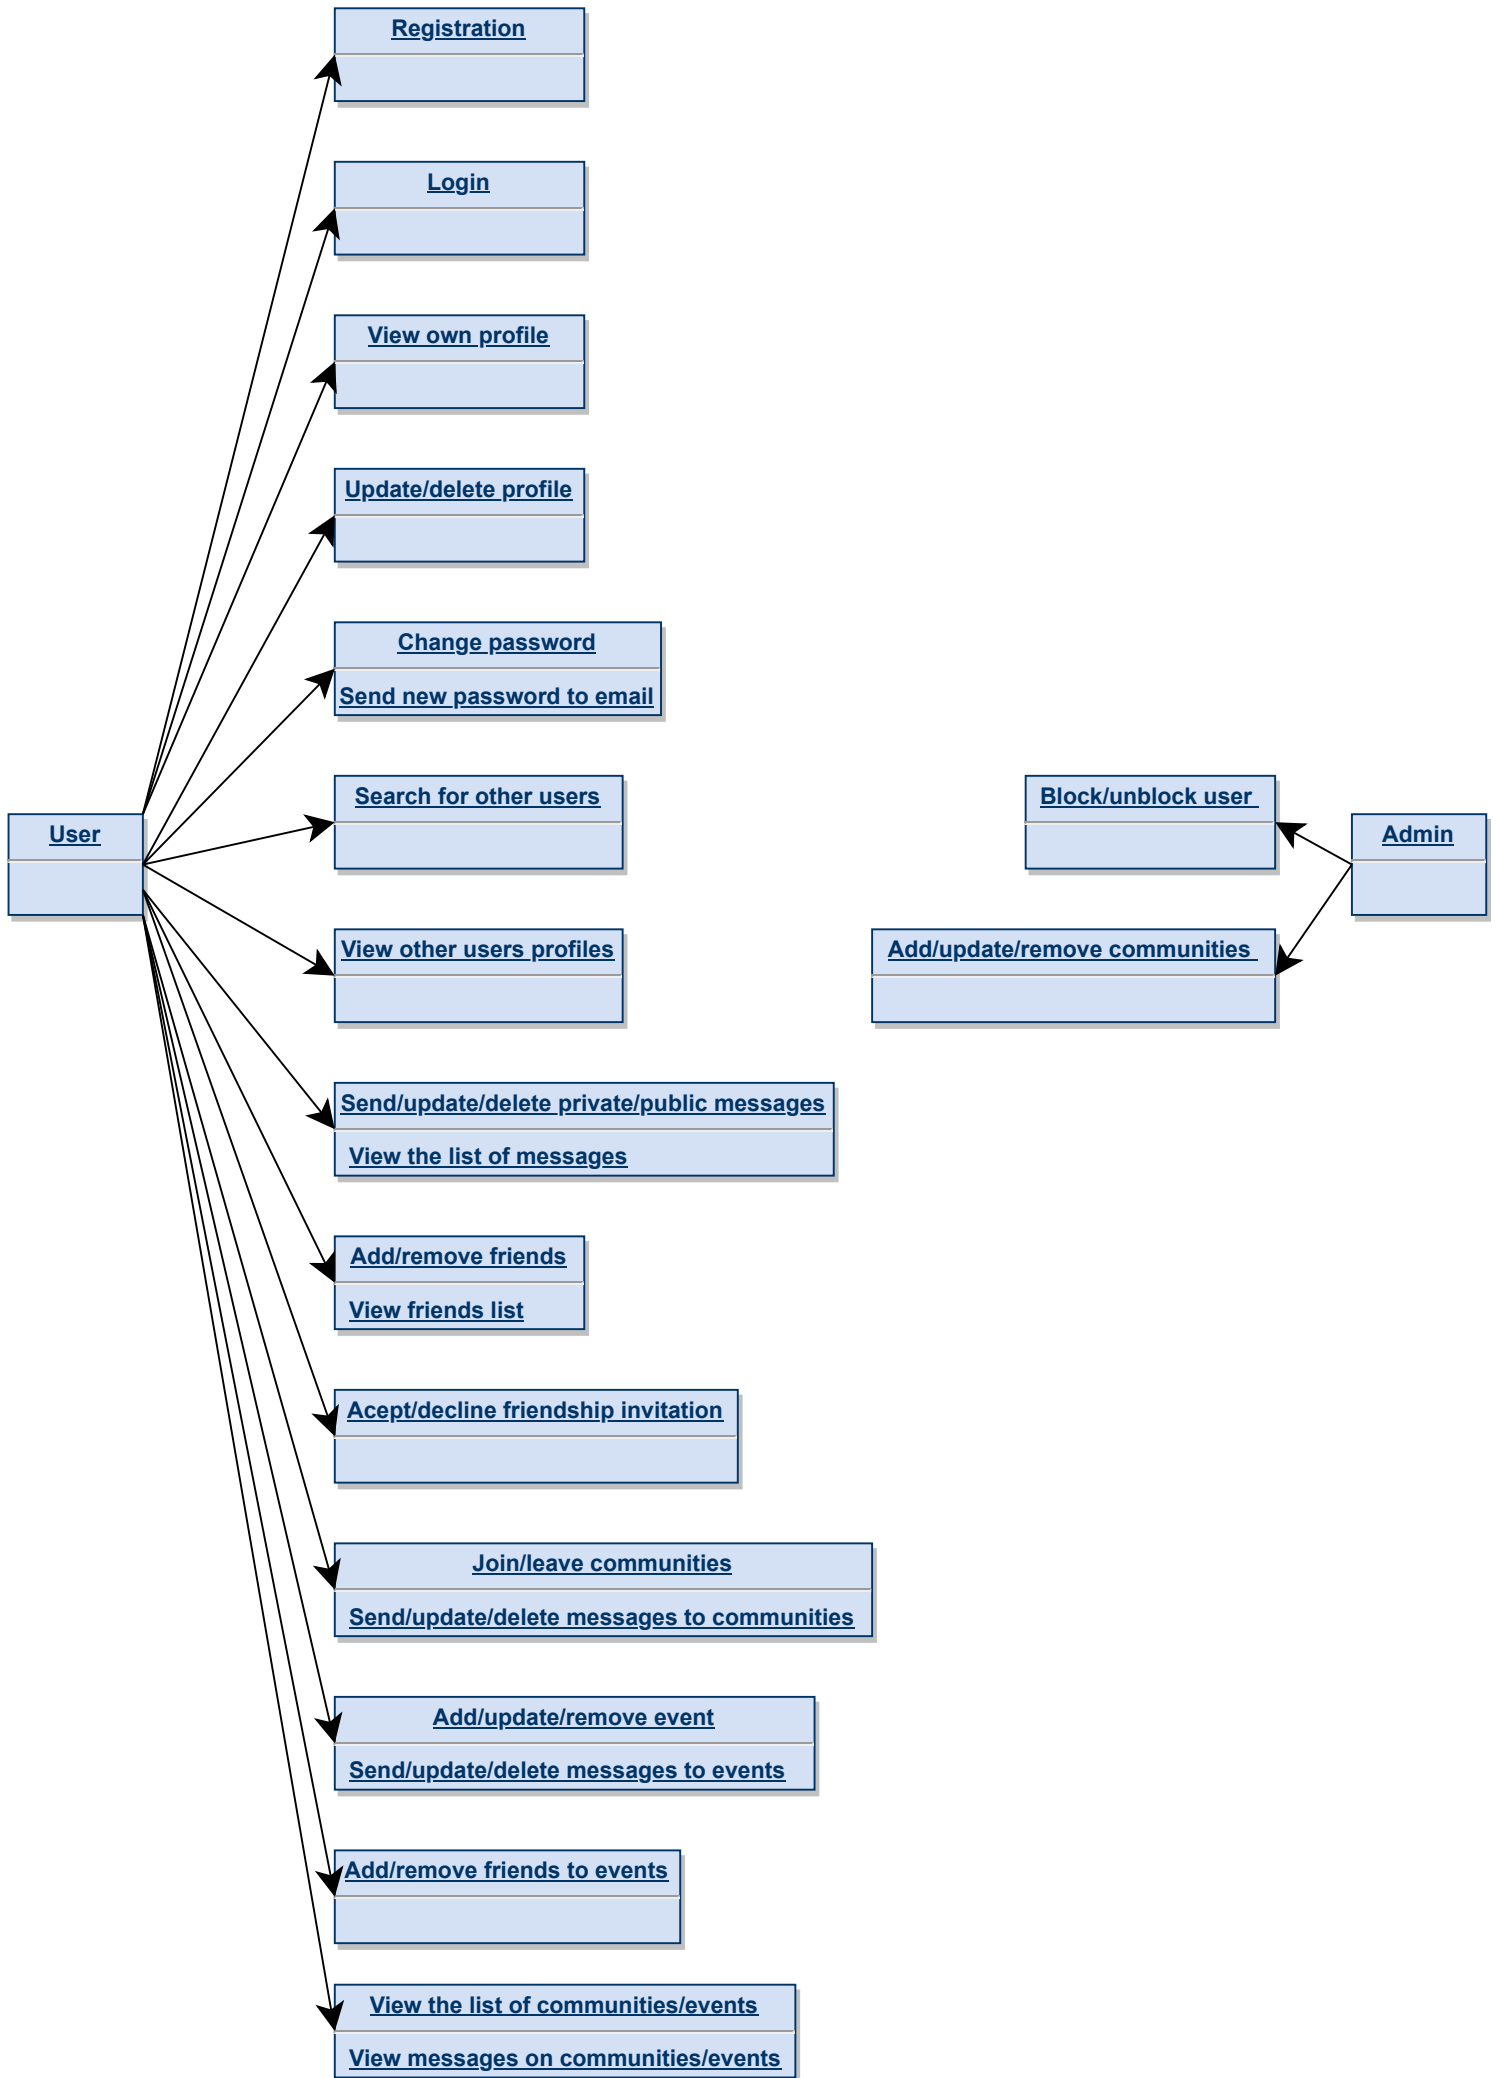 Registration
Login
View own profile
Update/delete profile
Change password
Send new password to email
Search for other users
Block/unblock user
User
Admin
View other users profiles
Add/update/remove communities
Send/update/delete private/public messages
View the list of messages
Add/remove friends
View friends list
Acept/decline friendship invitation
Join/leave communities
Send/update/delete messages to communities
Add/update/remove event
Send/update/delete messages to events
Add/remove friends to events
View the list of communities/events
View messages on communities/events